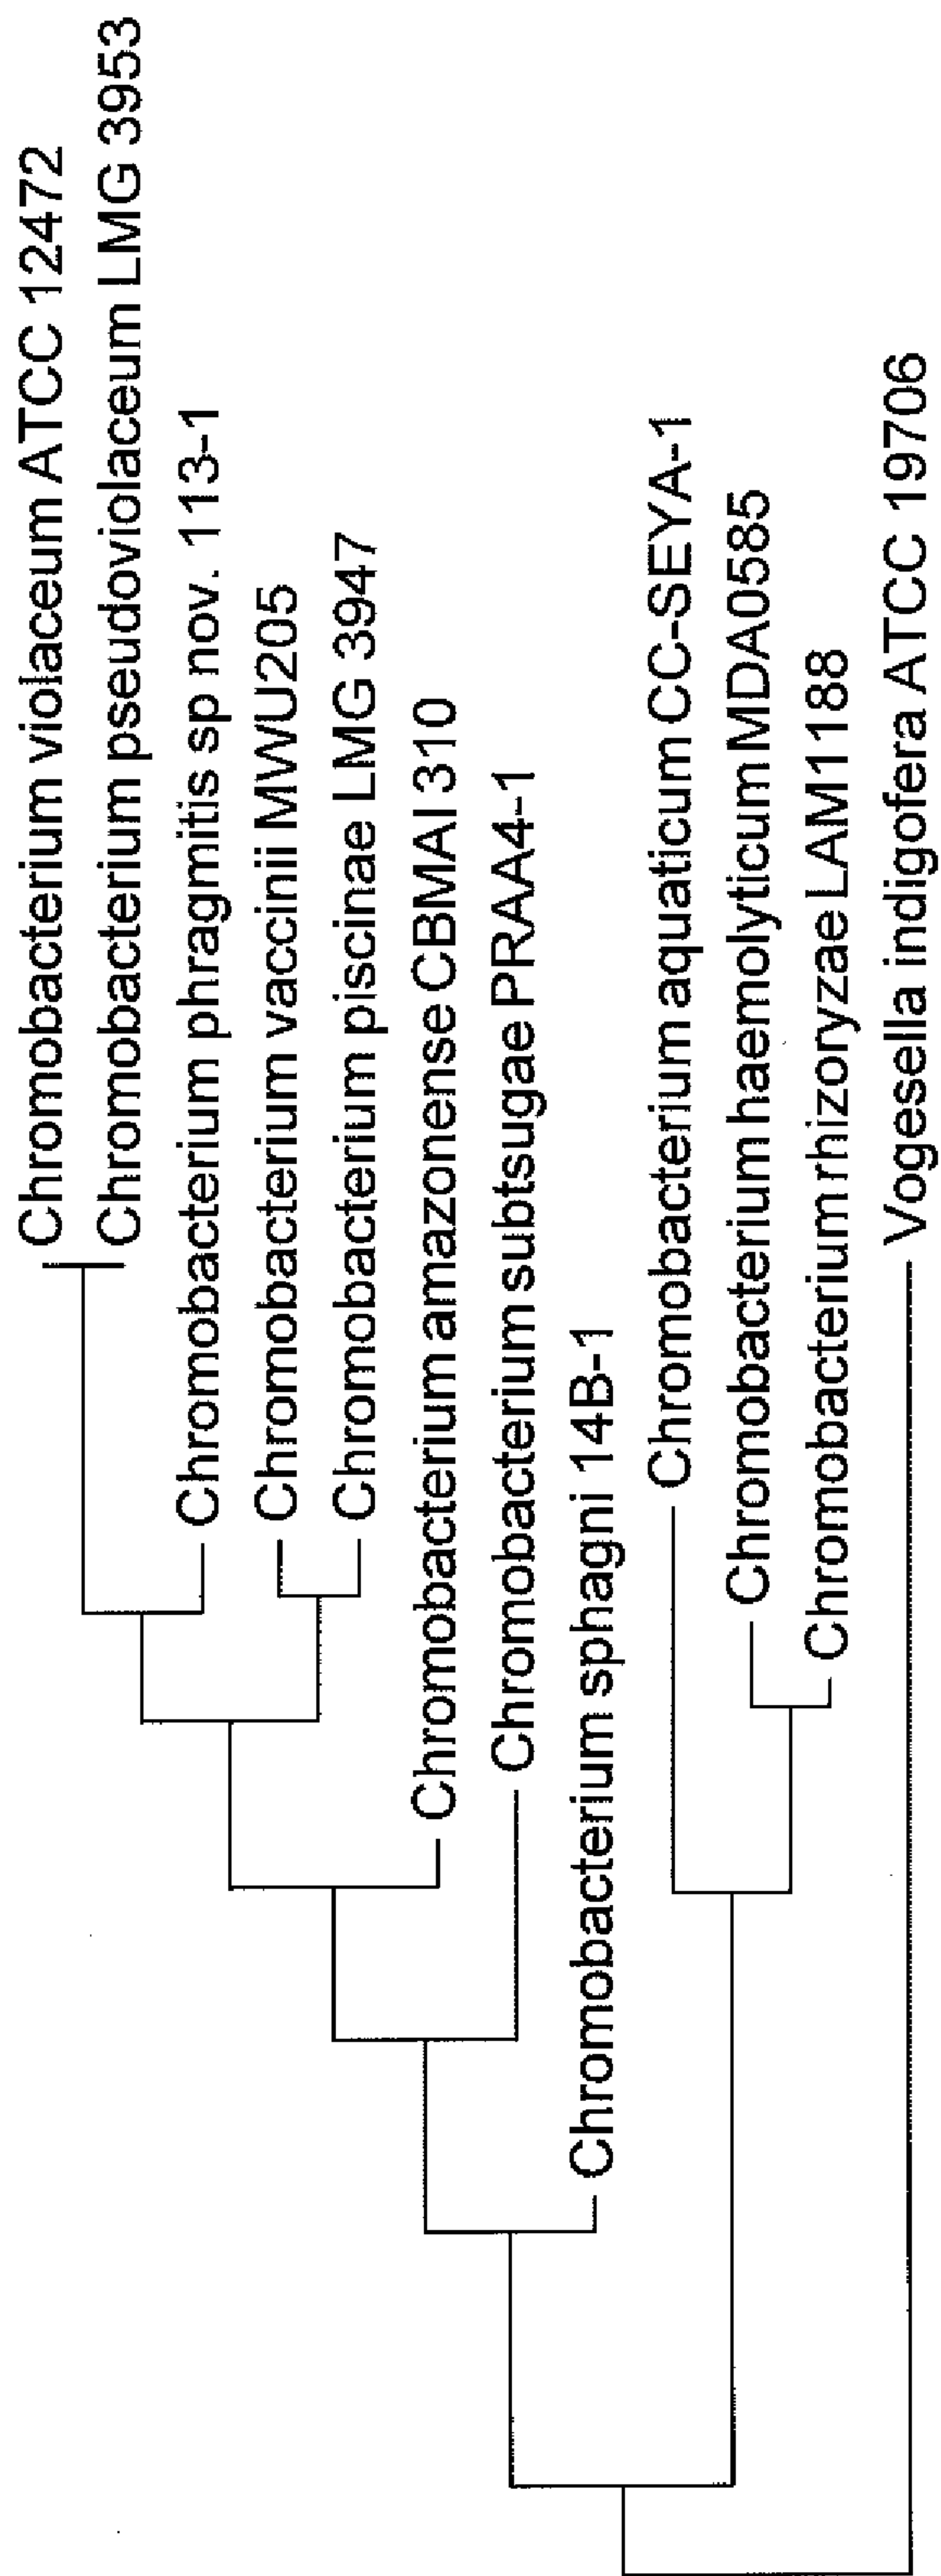 Chromobacterium violaceum ATCC 12472
Chromobacterium pseudoviolaceum LMG 3953
Chromobacterium phragmitis sp nov. 113-1
Chromobacterium vaccinii MWU205
Chromobacterium piscinae LMG 3947
Chromobacterium amazonense CBMAI 310
Chromobacterium subtsugae PRAA4-1
Chromobacterium sphagni 14B-1
Chromobacterium aquaticum CC-SEYA-1
Chromobacterium haemolyticum MDA0585
Chromobacterium rhizoryzae LAM1188
Vogesella indigofera ATCC 19706